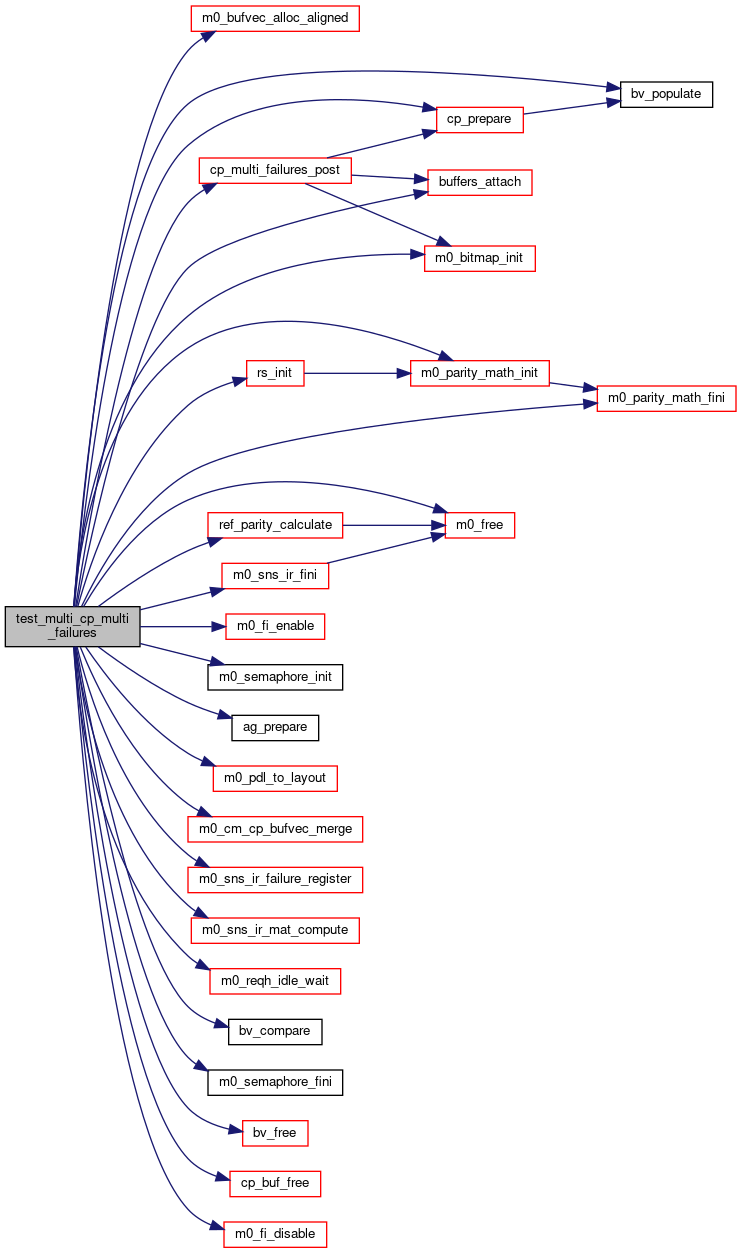 m0_bufvec_alloc_aligned
bv_populate
cp_prepare
cp_multi_failures_post
buffers_attach
m0_bitmap_init
rs_init
m0_parity_math_init
m0_parity_math_fini
ref_parity_calculate
m0_free
m0_sns_ir_fini
test_multi_cp_multi
_failures
m0_fi_enable
m0_semaphore_init
ag_prepare
m0_pdl_to_layout
m0_cm_cp_bufvec_merge
m0_sns_ir_failure_register
m0_sns_ir_mat_compute
m0_reqh_idle_wait
bv_compare
m0_semaphore_fini
bv_free
cp_buf_free
m0_fi_disable